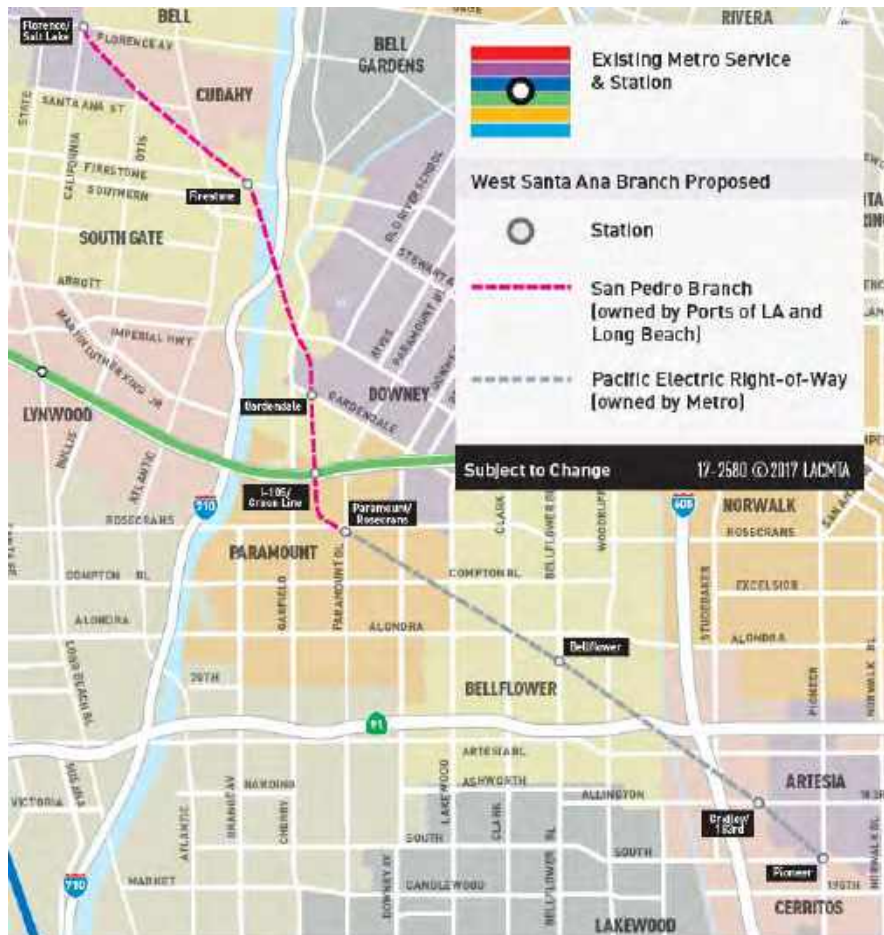 Florence/
Salt Lake
BELL
RIVERA
FLORENCE AV
BELL
GARDENS
CUDAHY
STATE
SANTA ANA ST
CALIFORNIA
OTIS
FIRESTONE
SOUTHERN
Firestone
OLD RIVER SCHOOL
SOUTH GATE
ABBOTT
PARAMOUNT BL
IMPERIAL HWY
MARTIN LUTHER KING JR
Gardendale
GARDENDALE
DOWNEY
LYNWOOD
BULLIS
ATLANTIC
I-105/
Green Line
710
Paramount/
Rosecrans
ROSECRANS
PARAMOUNT
COMPTON BL
GARFIELD
PARAMOUNT BL
ALONDRA
LONG BEACH BL
70TH
Existing Metro Service
& Station
West Santa Ana Branch Proposed
Station
San Pedro Branch
(owned by Ports of LA and
Long Beach)
Pacific Electric Right-of-Way
(owned by Metro)
Subject to Change
17-2580 ©2017 LACMTA
CLARK
BELLFLOWER BL
WOODRUFF
605
NORWALK
ROSECRANS
COMPTON BL
EXCELSIOR
STUDEBAKER
ALONDRA
ALONDRA
Bellflower
BELLFLOWER
PIONEER
NORWALK BL
91
ARTESIA BL
ASHWORTH
ALLINGTON
ARTESIA
VICTORIA
HARDING
ATLANTIC
ORANGE AV
CHERRY
LAKEWOOD
CLARK
Gridley/
183rd
SOUTH
SOUTH
BELLFLOWER BL
Pioneer
NORWALK BL
710
MARKET
DOWNEY AV
CANDLEWOOD
195TH
LAKEWOOD
CERRITOS